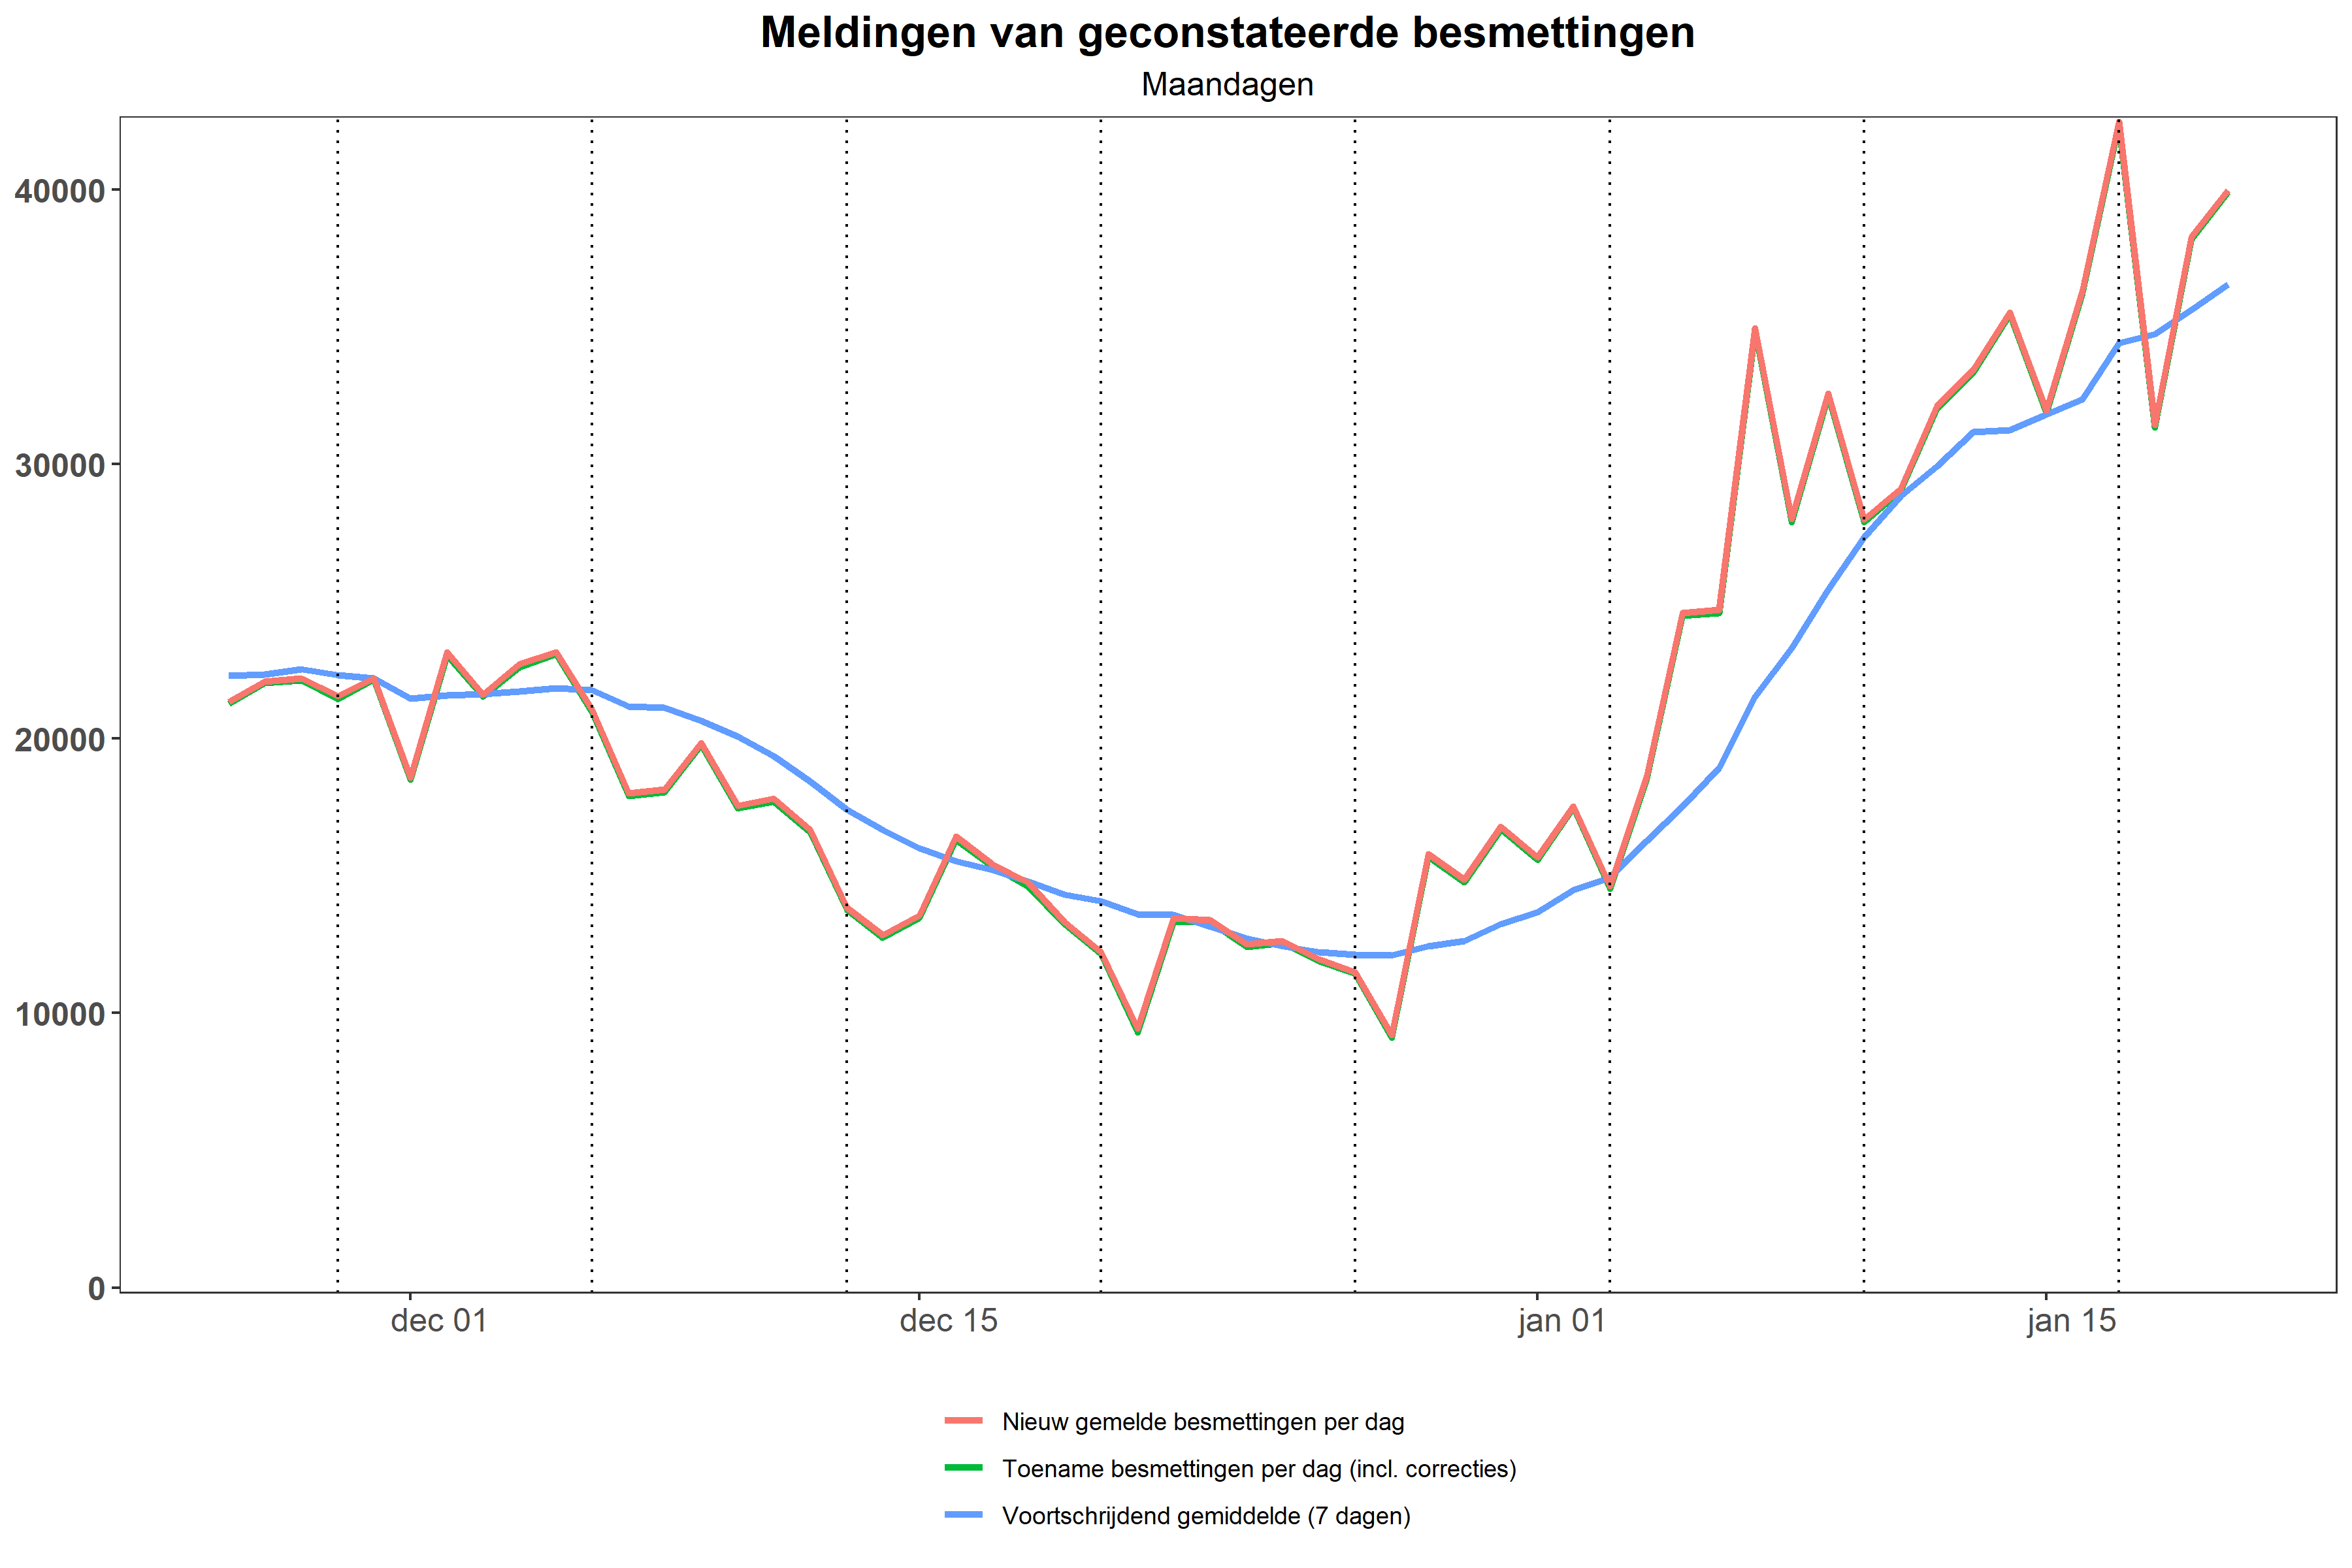 Meldingen van geconstateerde besmettingen
Maandagen
40000
30000
20000
10000
0
dec 01
dec 15
jan 01
jan 15
Nieuw gemelde besmettingen per dag
Toename besmettingen per dag (incl. correcties)
Voortschrijdend gemiddelde (7 dagen)